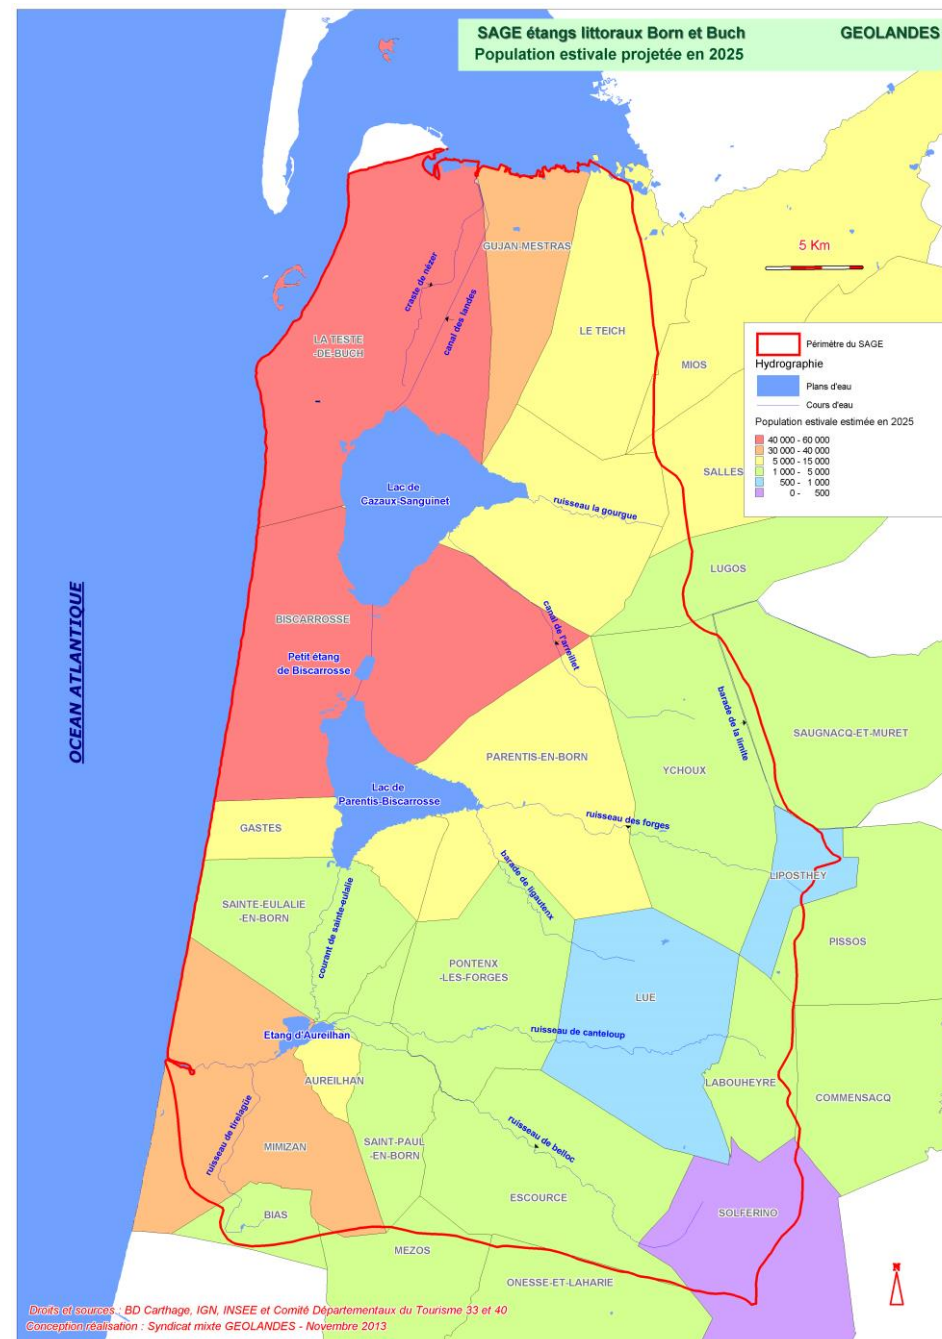 SAGE étangs littoraux Born et Buch
GEOLANDES
Population estivale projetée en 2025
GUJAN-MESTRAS
5 Km
craste de nézer
canal des landes
LE TEICH
LA TESTE
-DE-BUCH
MIOS
Périmètre du SAGE
Hydrographie
Plans d'eau
Cours d'eau
Population estivale estimée en 2025
40 000 - 60 000
30 000 - 40 000
5 000 - 15 000
1 000 - 5 000
500 - 1 000
0 - 500
SALLES
Lac de
Cazaux-Sanguinet
ruisseau la gourgue
LUGOS
OCEAN ATLANTIQUE
BISCARROSSE
canal de l'arreillet
Petit étang
de Biscarrosse
barade de la limite
SAUGNACQ-ET-MURET
PARENTIS-EN-BORN
YCHOUX
Lac de
Parentis-Biscarrosse
GASTES
ruisseau des forges
barade de ligautenx
LIPOSTHEY
SAINTE-EULALIE
-EN-BORN
courant de sainte-eulalie
PISSOS
PONTENX
-LES-FORGES
LUE
Etang d'Aureilhan
ruisseau de canteloup
AUREILHAN
LABOUHEYRE
COMMENSACQ
ruisseau de tirelagüe
MIMIZAN
SAINT-PAUL
-EN-BORN
ruisseau de belloc
ESCOURCE
BIAS
SOLFERINO
MEZOS
ONESSE-ET-LAHARIE
N
Droits et sources : BD Carthage, IGN, INSEE et Comité Départementaux du Tourisme 33 et 40
Conception réalisation : Syndicat mixte GEOLANDES - Novembre 2013